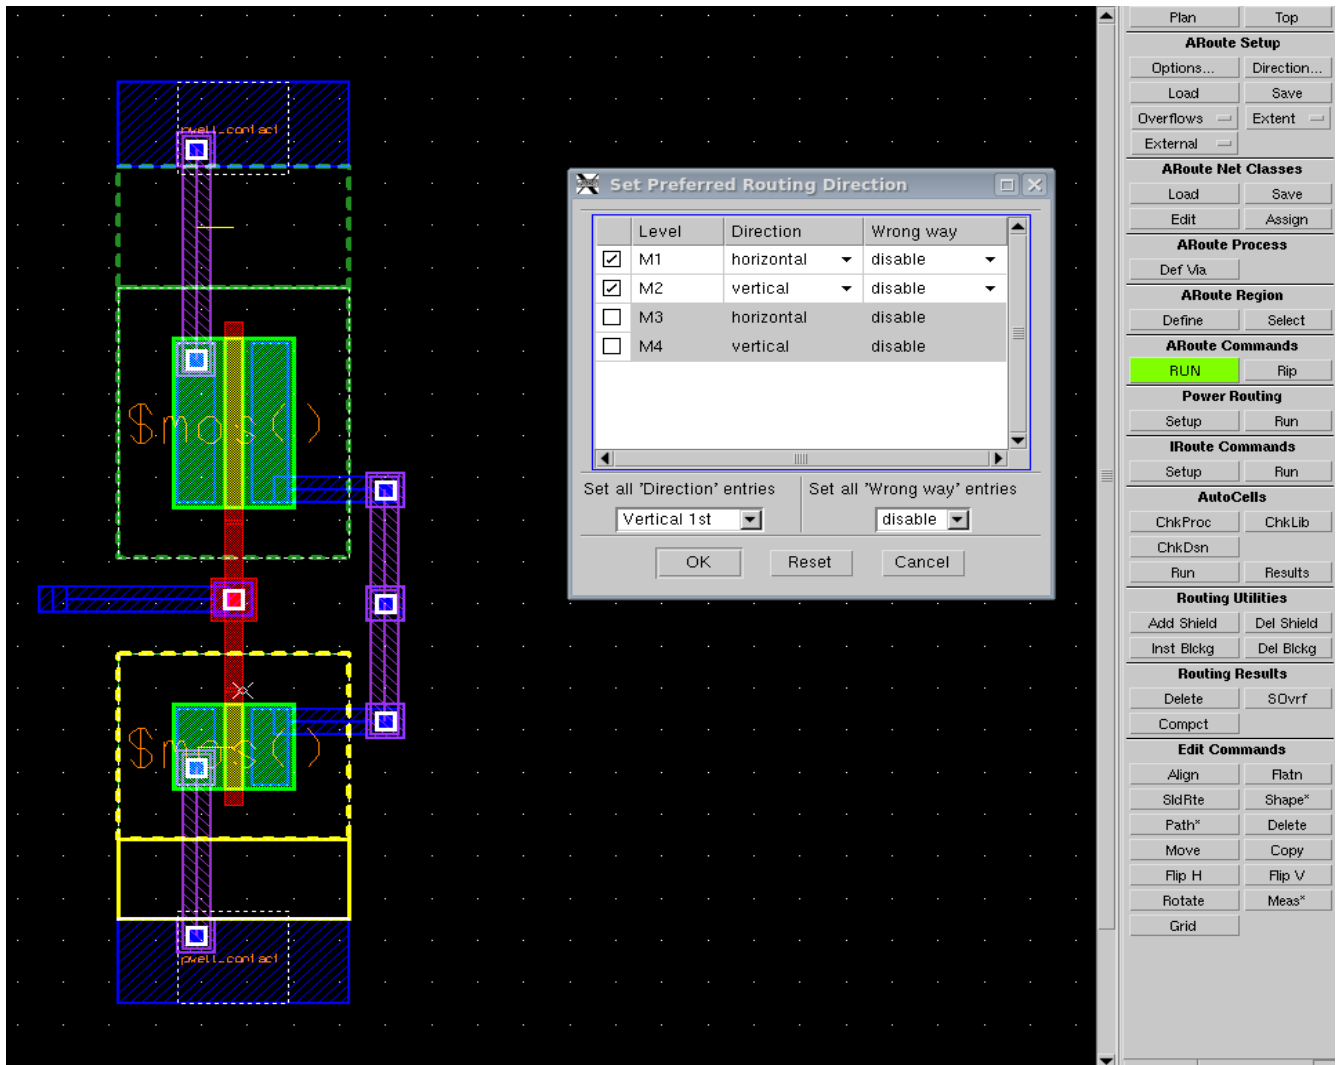 nwell_contact
$mos()
$mos()
pwell_contact
Set Preferred Routing Direction
Level Direction Wrong way
M1 horizontal disable
M2 vertical disable
M3 horizontal disable
M4 vertical disable
Set all 'Direction' entries Set all 'Wrong way' entries
Vertical 1st disable
OK Reset Cancel
Plan Top
ARoute Setup
Options... Direction...
Load Save
Overflows Extent
External
ARoute Net Classes
Load Save
Edit Assign
ARoute Process
Def Via
ARoute Region
Define Select
ARoute Commands
RUN Rip
Power Routing
Setup Run
IRoute Commands
Setup Run
AutoCells
ChkProc ChkLib
ChkDsn
Run Results
Routing Utilities
Add Shield Del Shield
Inst Blckg Del Blckg
Routing Results
Delete SOvrf
Compct
Edit Commands
Align Flatn
SldRte Shape*
Path* Delete
Move Copy
Flip H Flip V
Rotate Meas*
Grid